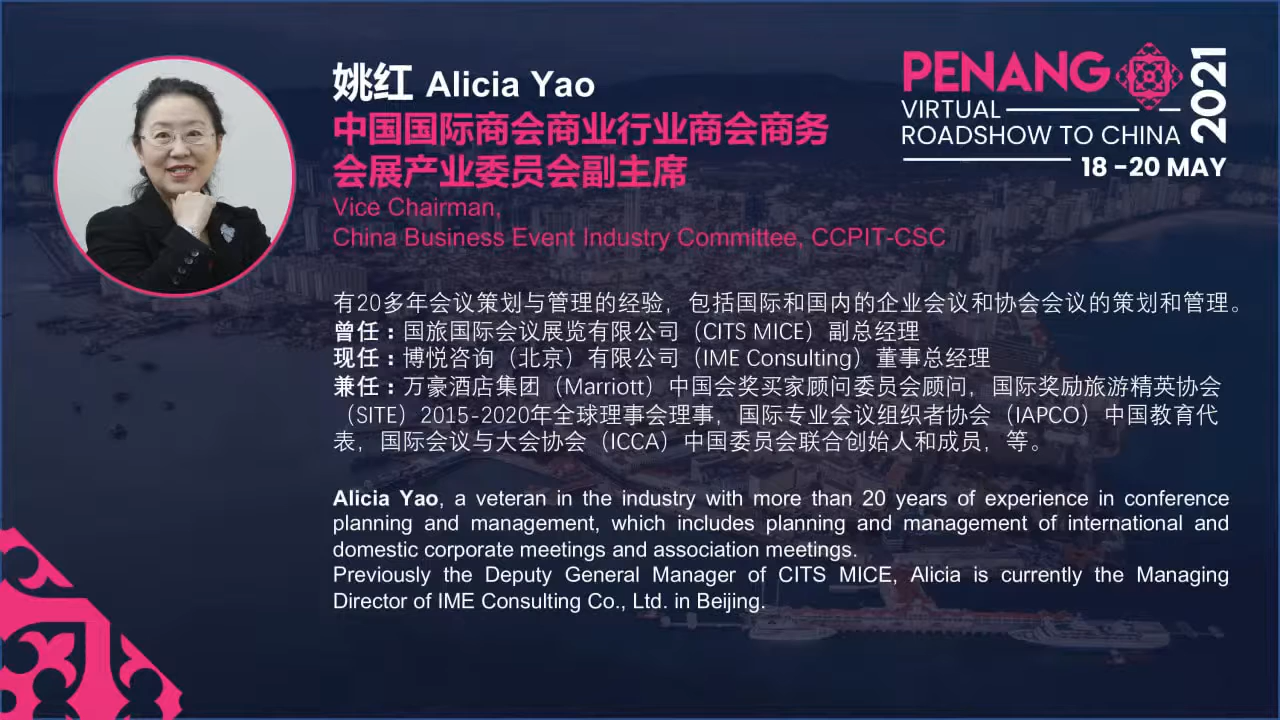 姚红 Alicia Yao
中国国际商会商业行业商会商务
会展产业委员会副主席
Vice Chairman,
China Business Event Industry Committee, CCPIT-CSC
PENANG
VIRTUAL
ROADSHOW TO CHINA
2021
18 -20 MAY
有20多年会议策划与管理的经验，包括国际和国内的企业会议和协会会议的策划和管理。
曾任：国旅国际会议展览有限公司（CITS MICE）副总经理
现任：博悦咨询（北京）有限公司（IME Consulting）董事总经理
兼任：万豪酒店集团（Marriott）中国会奖买家顾问委员会顾问，国际奖励旅游精英协会
（SITE）2015-2020年全球理事会理事，国际专业会议组织者协会（IAPCO）中国教育代
表，国际会议与大会协会（ICCA）中国委员会联合创始人和成员，等。
Alicia Yao, a veteran in the industry with more than 20 years of experience in conference
planning and management, which includes planning and management of international and
domestic corporate meetings and association meetings.
Previously the Deputy General Manager of CITS MICE, Alicia is currently the Managing
Director of IME Consulting Co., Ltd. in Beijing.